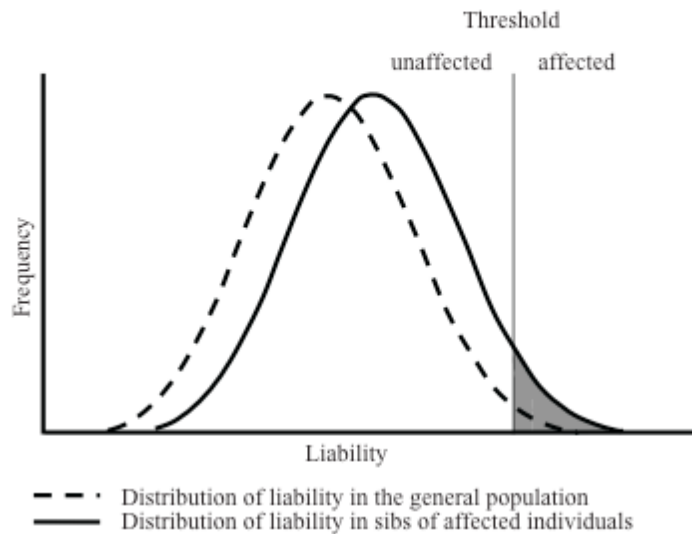 Threshold
unaffected affected
Frequency
Liability
Distribution of liability in the general population
Distribution of liability in sibs of affected individuals